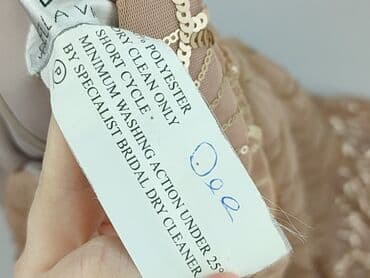 % POLYESTER
DRY CLEAN ONLY
SHORT CYCLE
MINIMUM WASHING ACTION UNDER 25°
BY SPECIALIST BRIDAL DRY CLEANER
P